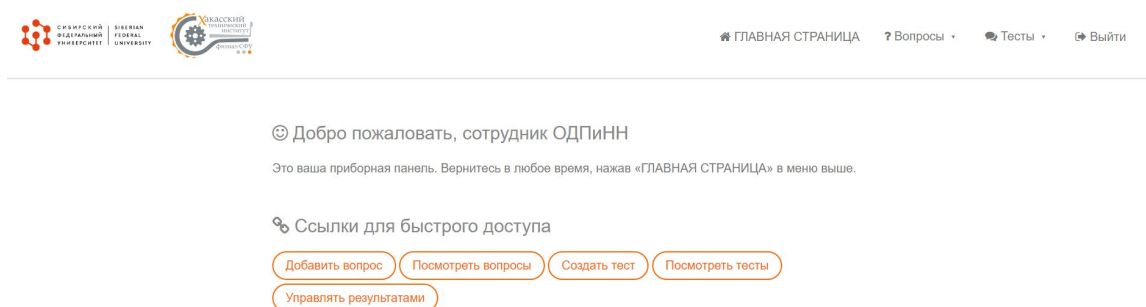 СИБИРСКИЙ
ФЕДЕРАЛЬНЫЙ
УНИВЕРСИТЕТ
SIBERIAN
FEDERAL
UNIVERSITY
Хакасский
технический
институт
филиал СФУ
ГЛАВНАЯ СТРАНИЦА ? Вопросы Тесты Выйти
Добро пожаловать, сотрудник ОДПиНН
Это ваша приборная панель. Вернитесь в любое время, нажав «ГЛАВНАЯ СТРАНИЦА» в меню выше.
Ссылки для быстрого доступа
Добавить вопрос Посмотреть вопросы Создать тест Посмотреть тесты
Управлять результатами